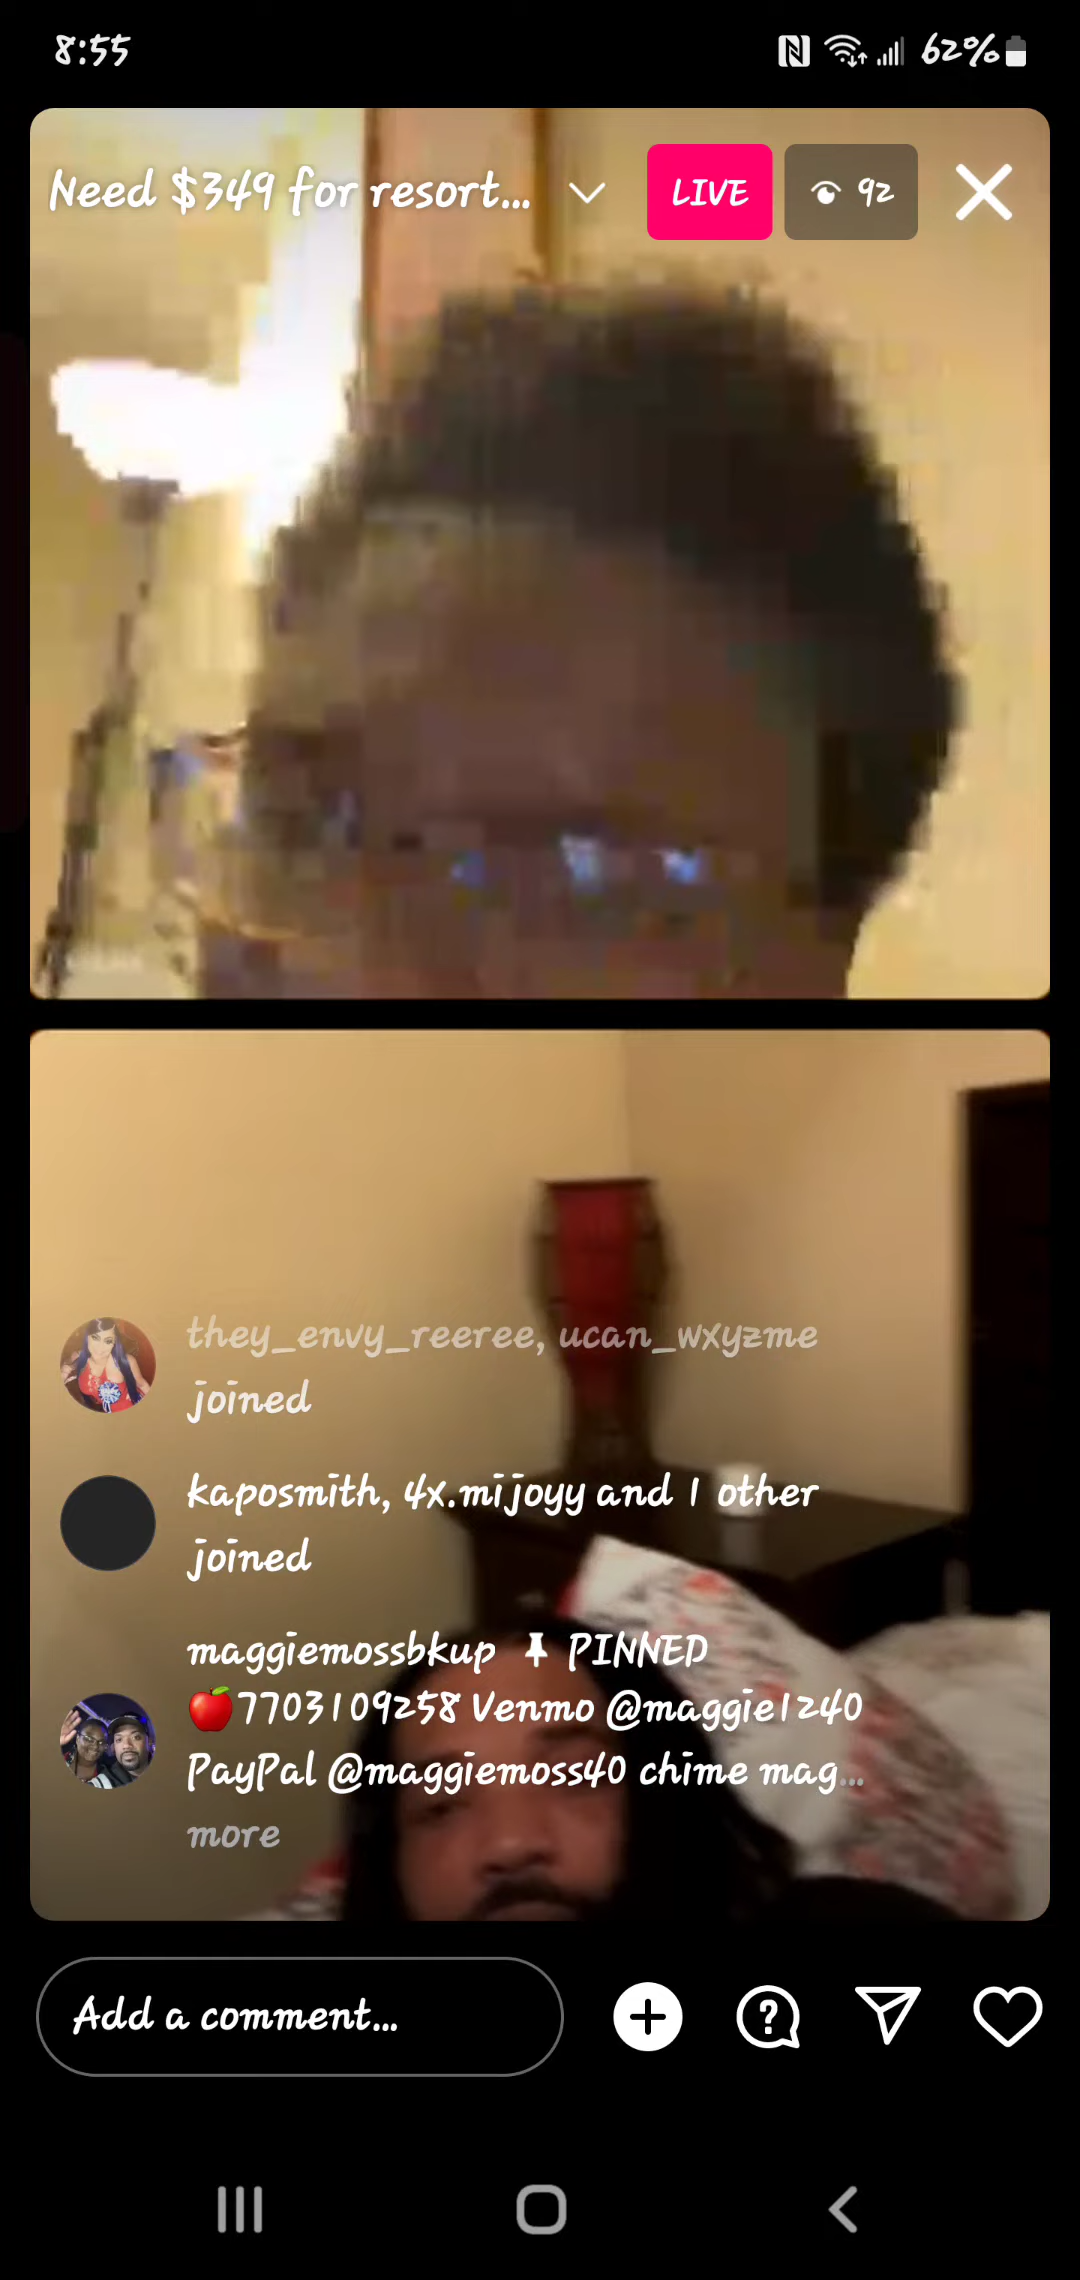 8:55
62%
Need $349 for resort...
LIVE
92
they_envy_reeree, ucan_wxyzme
joined
kaposmith, 4x.mijoyy and 1 other
joined
maggiemossbkup PINNED
🍎7703109258 Venmo @maggie1240
PayPal @maggiemoss40 chime mag...
more
Add a comment...